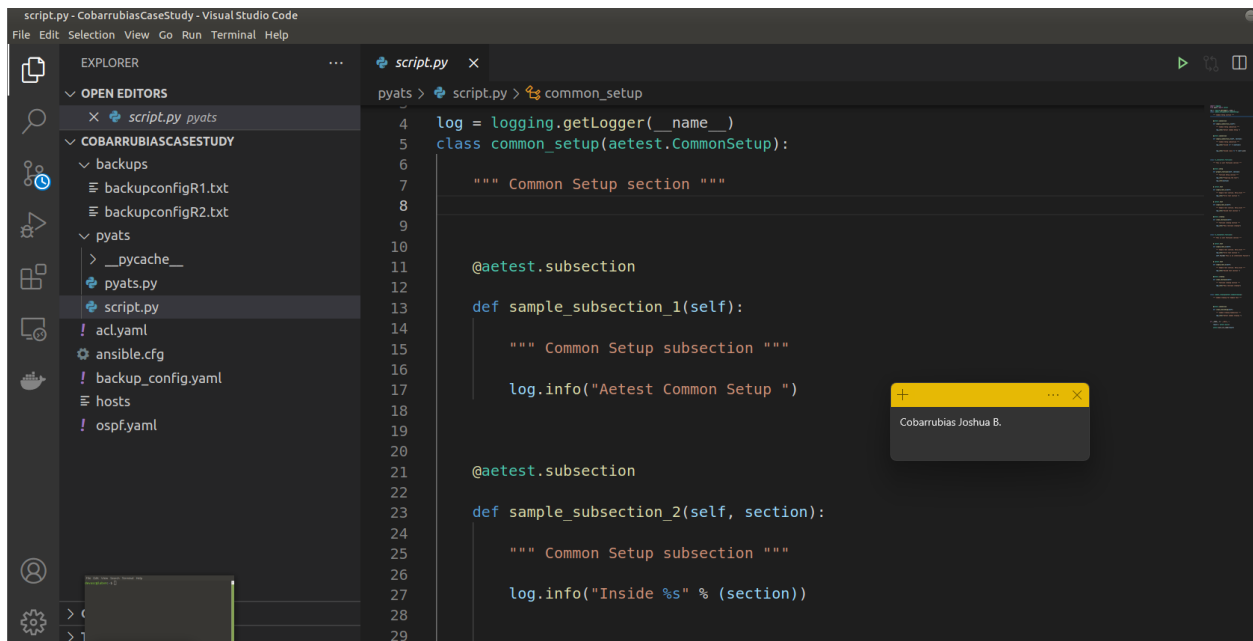 script.py - CobarrubiasCaseStudy - Visual Studio Code
File Edit Selection View Go Run Terminal Help
EXPLORER
OPEN EDITORS
script.py pyats
COBARRUBIASCASESTUDY
backups
backupconfigR1.txt
backupconfigR2.txt
pyats
__pycache__
pyats.py
script.py
acl.yaml
ansible.cfg
backup_config.yaml
hosts
ospf.yaml
script.py
pyats > script.py > common_setup
4 log = logging.getLogger(__name__)
5 class common_setup(aetest.CommonSetup):
6
7 """ Common Setup section """
8
9
10
11 @aetest.subsection
12
13 def sample_subsection_1(self):
14
15 """ Common Setup subsection """
16
17 log.info("Aetest Common Setup ")
18
19
20
21 @aetest.subsection
22
23 def sample_subsection_2(self, section):
24
25 """ Common Setup subsection """
26
27 log.info("Inside %s" % (section))
28
29
Cobarrubias Joshua B.